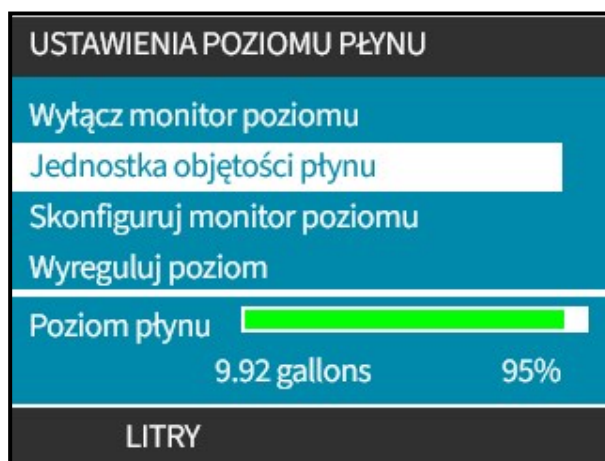 USTAWIENIA POZIOMU PŁYNU
Wyłącz monitor poziomu
Jednostka objętości płynu
Skonfiguruj monitor poziomu
Wyreguluj poziom
Poziom płynu
9.92 gallons 95%
LITRY